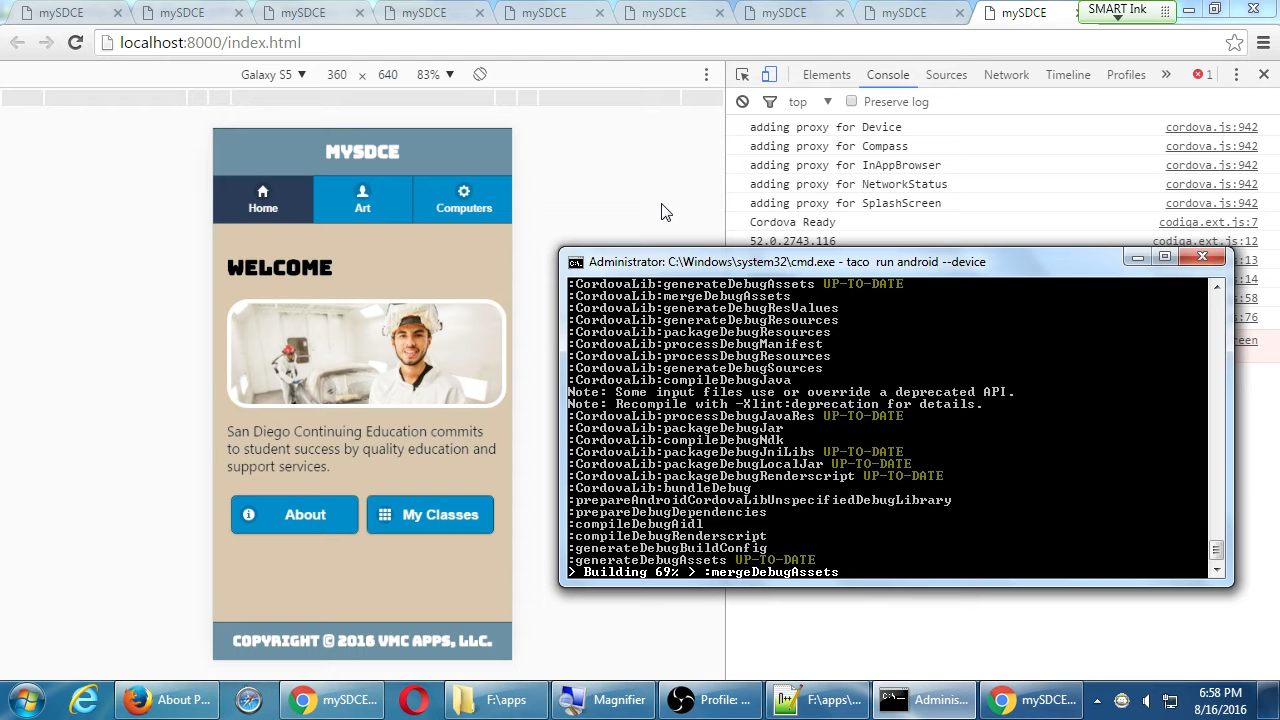 mySDCE
mySDCE
mySDCE
mySDCE
mySDCE
mySDCE
mySDCE
mySDCE
mySDCE
SMART Ink
localhost:8000/index.html
Galaxy S5 ▼ 360 x 640 83% ▼
Elements Console Sources Network Timeline Profiles » 1
top ▼ Preserve log
adding proxy for Device cordova.js:942
adding proxy for Compass cordova.js:942
adding proxy for InAppBrowser cordova.js:942
adding proxy for NetworkStatus cordova.js:942
adding proxy for SplashScreen cordova.js:942
Cordova Ready codiqa.ext.js:7
52.0.2743.116 codiqa.ext.js:12
:13
:14
:58
:76
een
MYSDCE
Home Art Computers
WELCOME
San Diego Continuing Education commits
to student success by quality education and
support services.
About My Classes
COPYRIGHT © 2016 VMC APPS, LLC.
Administrator: C:\Windows\system32\cmd.exe - taco run android --device
:CordovaLib:generateDebugAssets UP-TO-DATE
:CordovaLib:mergeDebugAssets
:CordovaLib:generateDebugResValues
:CordovaLib:generateDebugResources
:CordovaLib:packageDebugResources
:CordovaLib:processDebugManifest
:CordovaLib:processDebugResources
:CordovaLib:generateDebugSources
:CordovaLib:compileDebugJava
Note: Some input files use or override a deprecated API.
Note: Recompile with -Xlint:deprecation for details.
:CordovaLib:processDebugJavaRes UP-TO-DATE
:CordovaLib:packageDebugJar
:CordovaLib:compileDebugNdk
:CordovaLib:packageDebugJniLibs UP-TO-DATE
:CordovaLib:packageDebugLocalJar UP-TO-DATE
:CordovaLib:packageDebugRenderscript UP-TO-DATE
:CordovaLib:bundleDebug
:prepareAndroidCordovaLibUnspecifiedDebugLibrary
:prepareDebugDependencies
:compileDebugAidl
:compileDebugRenderscript
:generateDebugBuildConfig
:generateDebugAssets UP-TO-DATE
> Building 69% > :mergeDebugAssets
About P...
mySDCE...
F:\apps
Magnifier
Profile: ...
F:\apps\...
Adminis...
mySDCE...
6:58 PM
8/16/2016